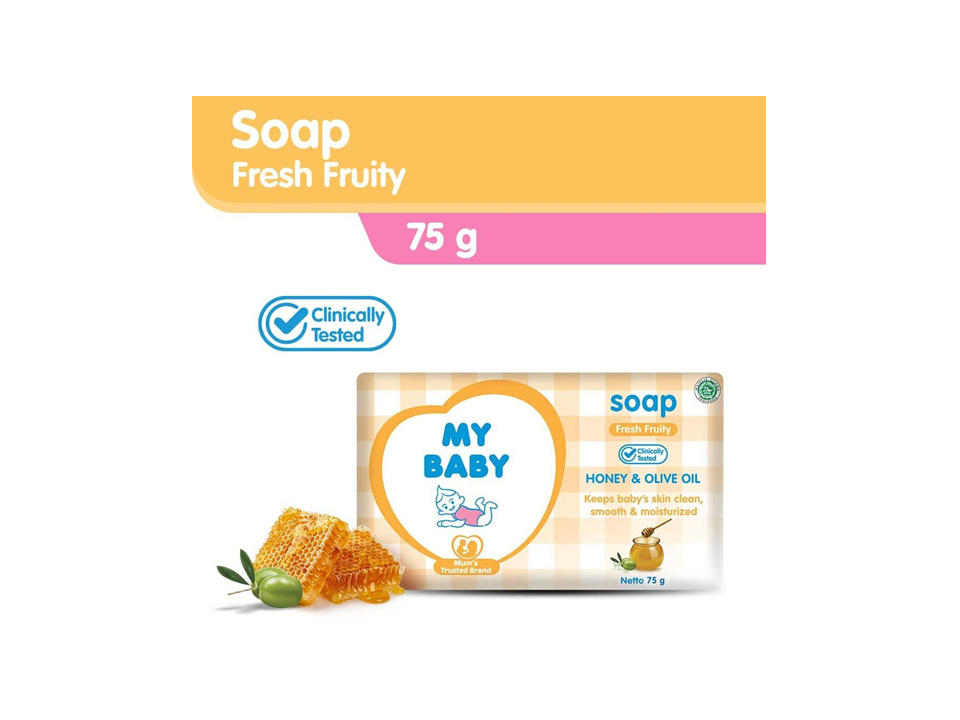 Soap
Fresh Fruity
75 g
Clinically
Tested
MY
BABY
Mum's
Trusted Brand
soap
Fresh Fruity
Clinically
Tested
HONEY & OLIVE OIL
Keeps baby's skin clean,
smooth & moisturized
Netto 75 g